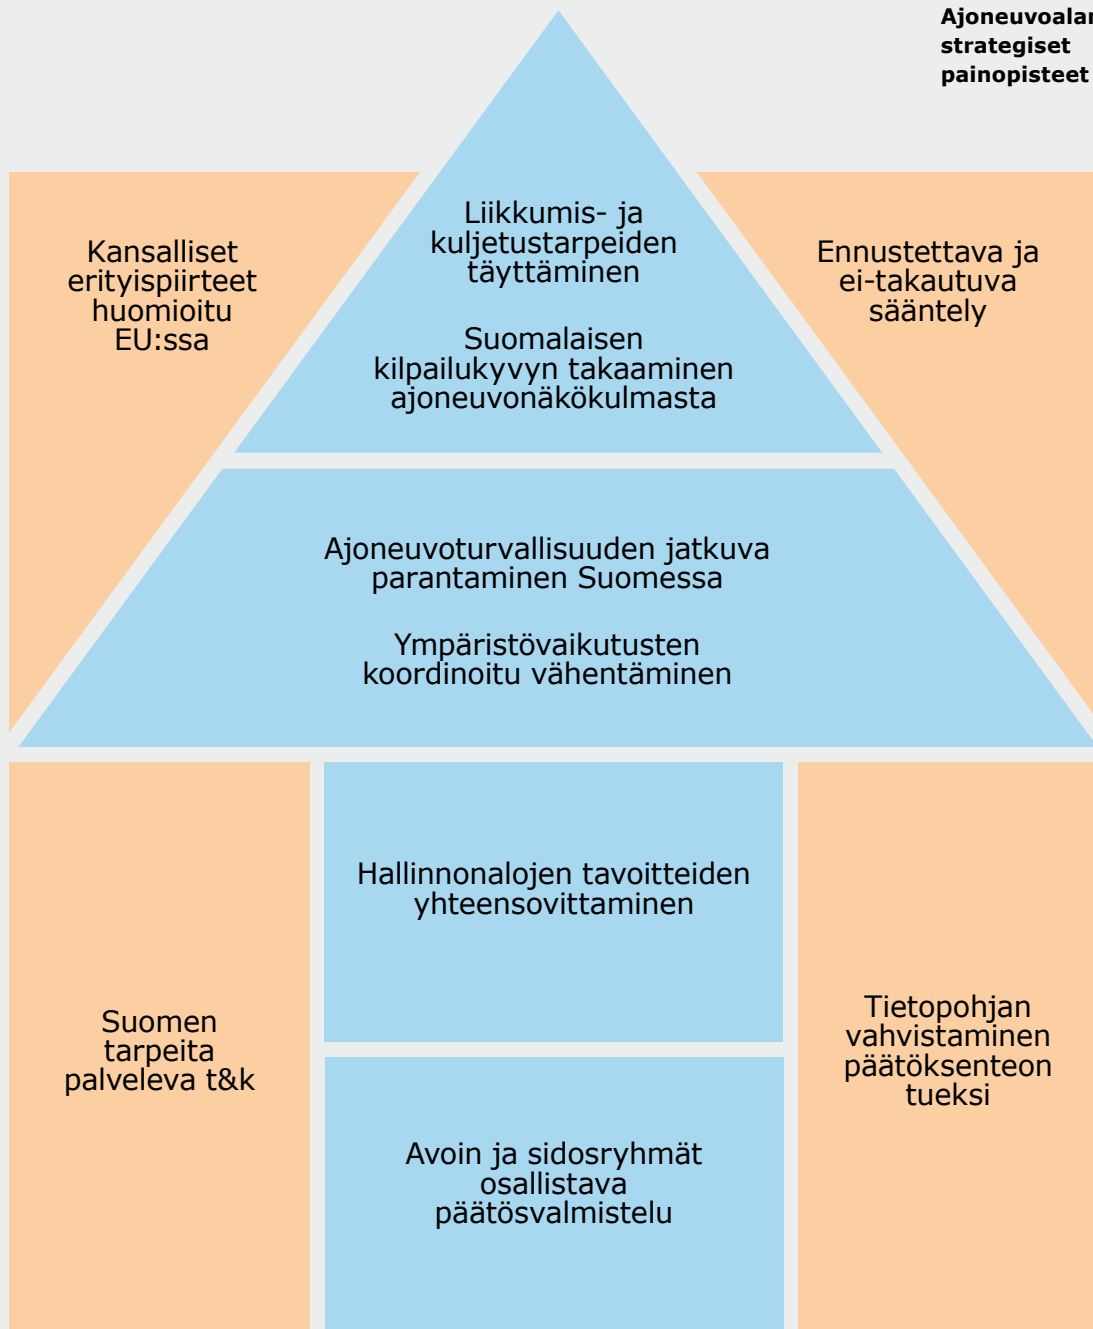 Ajoneuvoalan
strategiset
painopisteet
Liikkumis- ja
kuljetustarpeiden
täyttäminen
Suomalaisen
kilpailukyvyn takaaminen
ajoneuvonäkökulmasta
Kansalliset
erityispiirteet
huomioitu
EU:ssa
Ennustettava ja
ei-takautuva
sääntely
Ajoneuvoturvallisuuden jatkuva
parantaminen Suomessa
Ympäristövaikutusten
koordinoitu vähentäminen
Hallinnonalojen tavoitteiden
yhteensovittaminen
Suomen
tarpeita
palveleva t&k
Tietopohjan
vahvistaminen
päätöksenteon
tueksi
Avoin ja sidosryhmät
osallistava
päätösvalmistelu